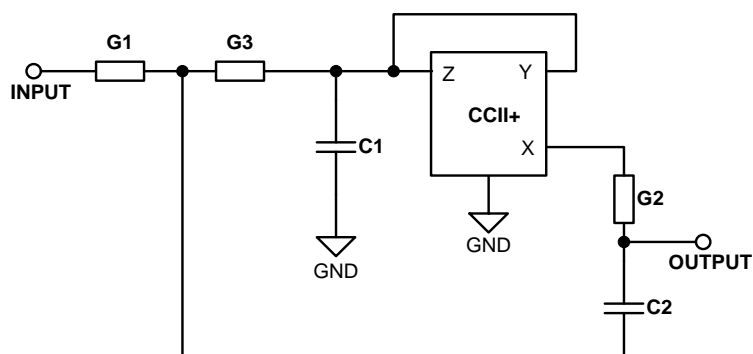 G1
G3
INPUT
Z
Y
CCII+
X
C1
G2
GND
GND
OUTPUT
C2